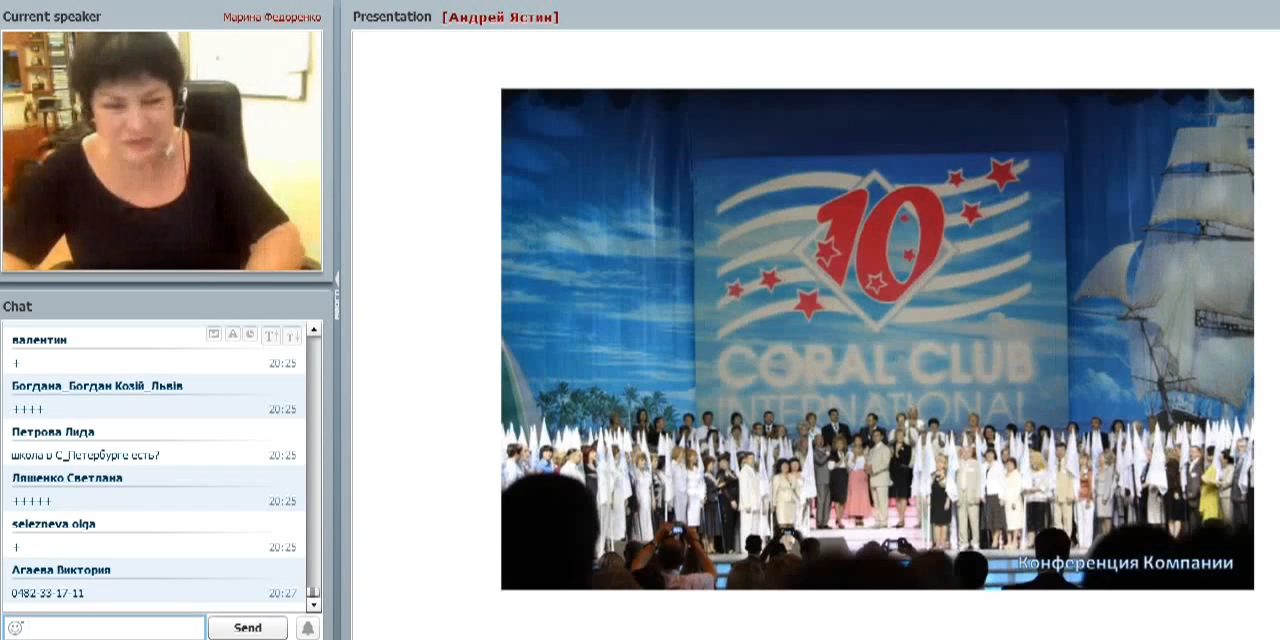 Current speaker
Марина Федоренко
Chat
валентин
+
20:25
Богдана_Богдан Козій_Львів
++++
20:25
Петрова Лида
школа в С_Петербурге есть?
20:25
Ляшенко Светлана
+++++
20:25
selezneva olga
+
20:25
Агаева Виктория
0482-33-17-11
20:27
Send
Presentation [Андрей Ястин]
10
CORAL CLUB
INTERNATIONAL
Конференция Компании